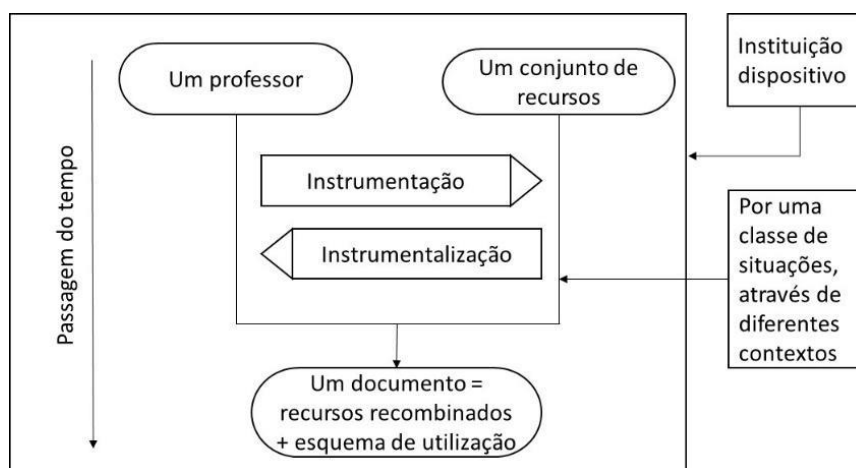 Um professor
Um conjunto de
recursos
Instituição
dispositivo
Passagem do tempo
Instrumentação
Instrumentalização
Por uma
classe de
situações,
através de
diferentes
contextos
Um documento =
recursos recombinados
+ esquema de utilização